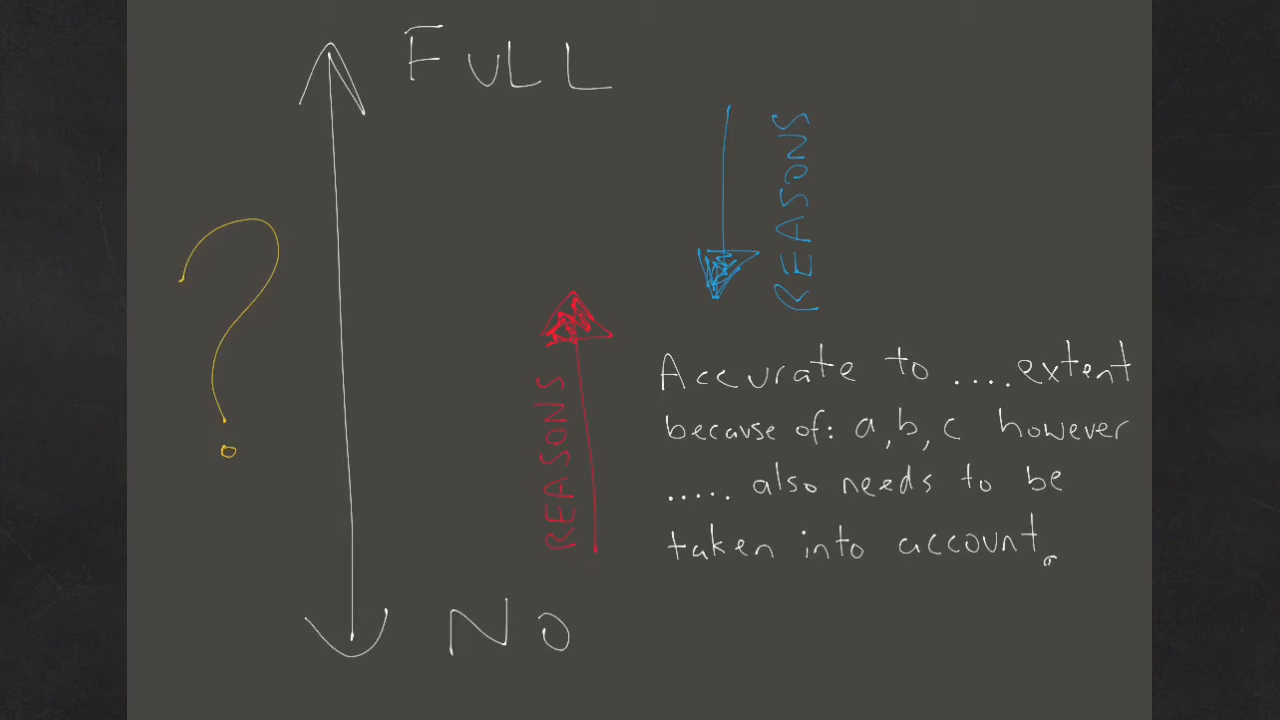 FULL
REASONS
REASONS
Accurate to .... extent
because of: a, b, c however
..... also needs to be
taken into account.
NO
?